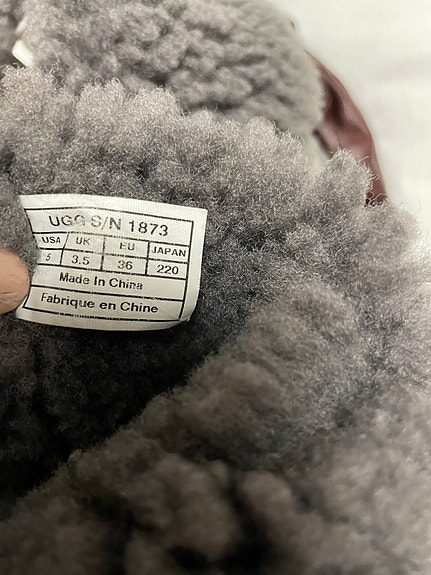 UGG S/N 1873
USA UK EU JAPAN
5 3.5 36 220
Made In China
Fabrique en Chine